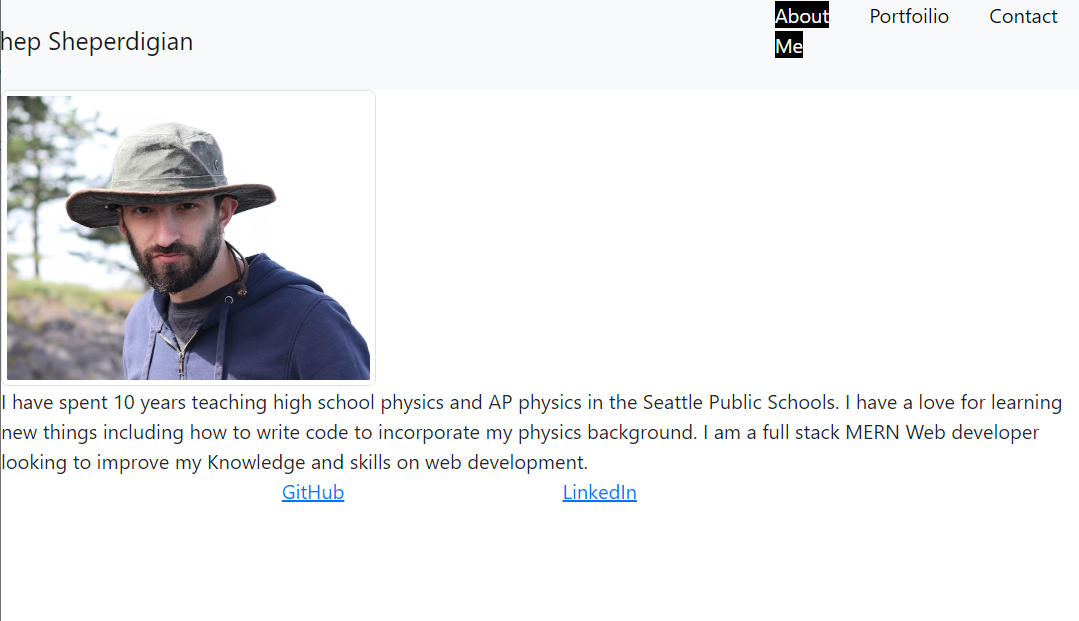 About Portfoilio Contact
Me
hep Sheperdigian
I have spent 10 years teaching high school physics and AP physics in the Seattle Public Schools. I have a love for learning
new things including how to write code to incorporate my physics background. I am a full stack MERN Web developer
looking to improve my Knowledge and skills on web development.
GitHub LinkedIn